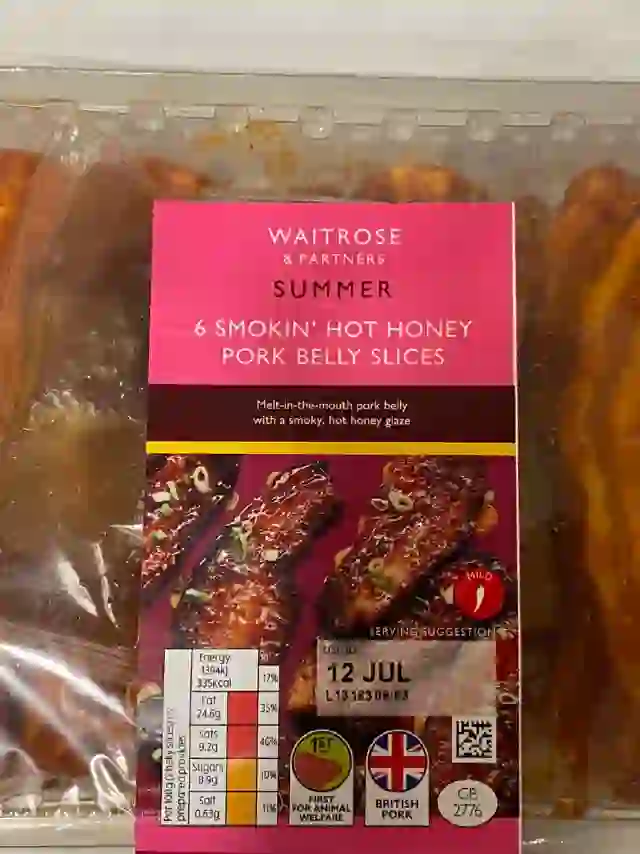 WAITROSE
& PARTNERS
SUMMER
6 SMOKIN' HOT HONEY
PORK BELLY SLICES
Melt-in-the-mouth pork belly
with a smoky, hot honey glaze
MILD
SERVING SUGGESTION
12 JUL
Energy
1394kJ
335kcal
17%
Fat
24.6g
35%
Sats
9.2g
46%
Sugars
8.9g
10%
Salt
0.63g
11%
1ST
FIRST
FOR ANIMAL
WELFARE
BRITISH
PORK
GB
2776